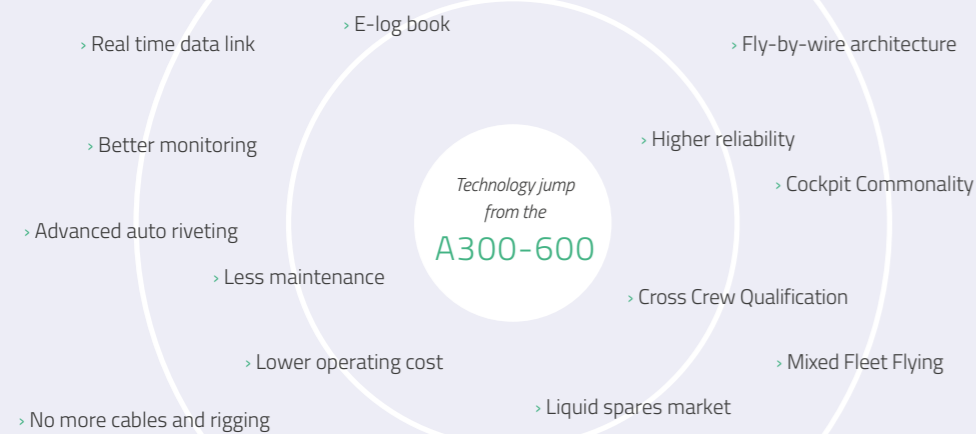 › E-log book
› Real time data link
› Fly-by-wire architecture
› Better monitoring
› Higher reliability
Technology jump
from the
A300-600
› Cockpit Commonality
› Advanced auto riveting
› Less maintenance
› Cross Crew Qualification
› Lower operating cost
› Mixed Fleet Flying
› Liquid spares market
› No more cables and rigging